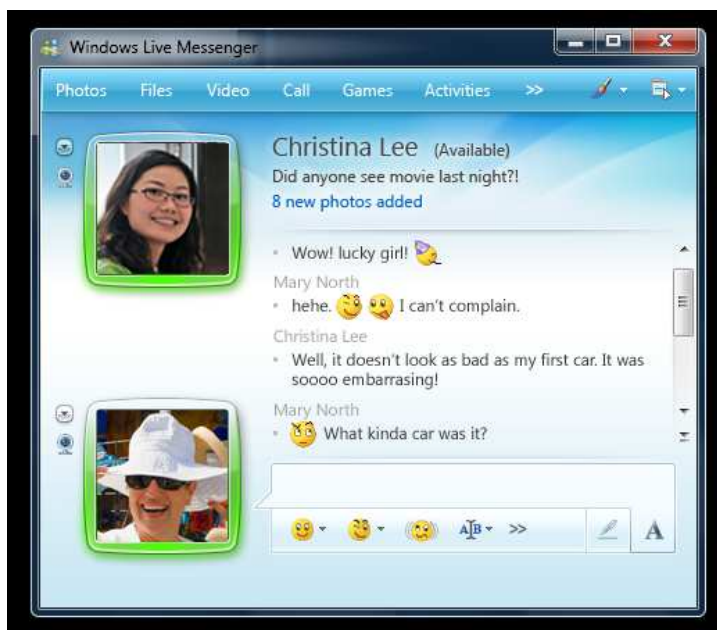 Windows Live Messenger
Photos Files Video Call Games Activities >>
Christina Lee (Available)
Did anyone see movie last night?!
8 new photos added
Wow! lucky girl!
Mary North
hehe. I can't complain.
Christina Lee
Well, it doesn't look as bad as my first car. It was
soooo embarrasing!
Mary North
What kinda car was it?
AB >>
A